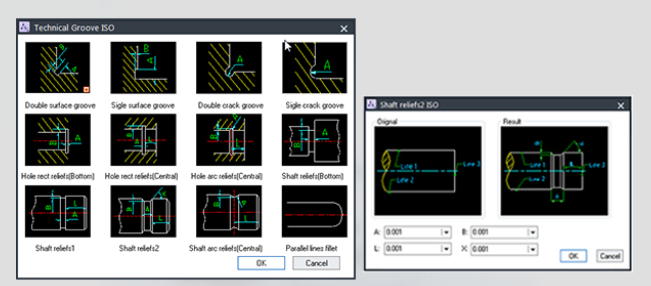 Technical Groove ISO
Double surface groove
Sigle surface groove
Double crack groove
Sigle crack groove
Hole rect reliefs(Bottom)
Hole rect reliefs(Central)
Hole arc reliefs(Central)
Shaft reliefs(Bottom)
Shaft reliefs1
Shaft reliefs2
Shaft arc reliefs(Central)
Parallel lines fillet
OK
Cancel
Shaft reliefs2 ISO
Orignal
Result
Line 1
Line 3
Line 2
Line 1
Line 3
Line 2
A: 0.001
B: 0.001
L: 0.001
X: 0.001
OK
Cancel